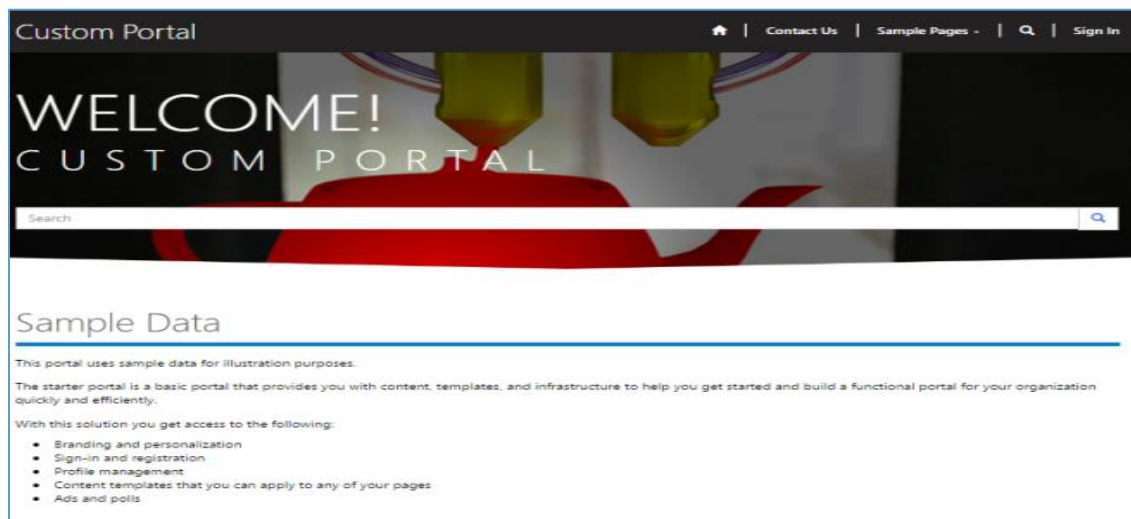 Custom Portal
Contact Us | Sample Pages - | | Sign In
WELCOME!
CUSTOM PORTAL
Search
Sample Data
This portal uses sample data for illustration purposes.
The starter portal is a basic portal that provides you with content, templates, and infrastructure to help you get started and build a functional portal for your organization
quickly and efficiently.
With this solution you get access to the following:
• Branding and personalization
• Sign-in and registration
• Profile management
• Content templates that you can apply to any of your pages
• Ads and polls